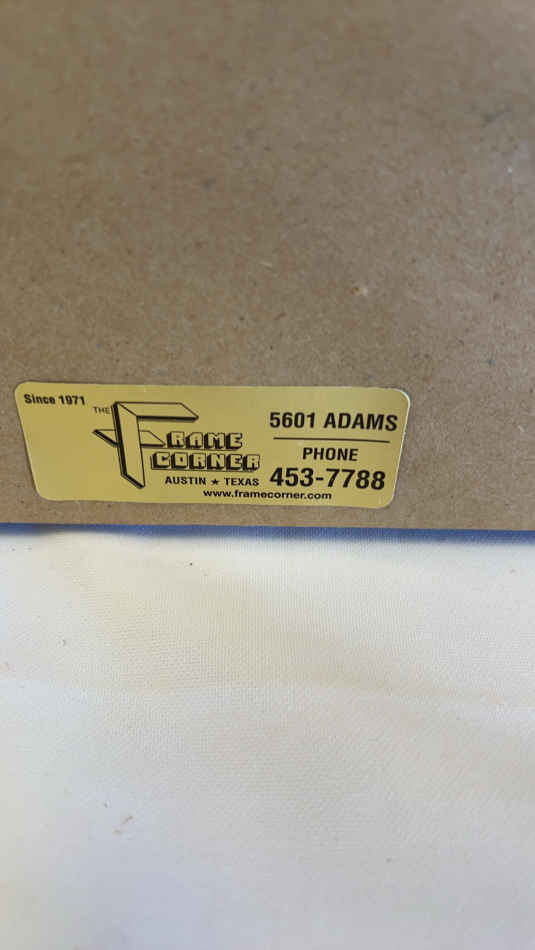 Since 1971
THE
FRAME
CORNER
AUSTIN ★ TEXAS
www.framecorner.com
5601 ADAMS
PHONE
453-7788